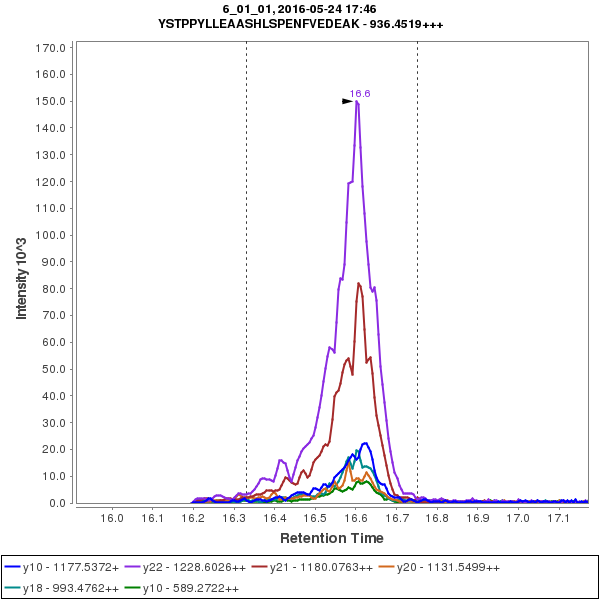 6_01_01, 2016-05-24 17:46
YSTPPYLLEAASHLSPENFVEDEAK - 936.4519+++
170.0
160.0
150.0
140.0
130.0
120.0
110.0
100.0
90.0
80.0
70.0
60.0
50.0
40.0
30.0
20.0
10.0
0.0
Intensity 10^3
16.6
16.0 16.1 16.2 16.3 16.4 16.5 16.6 16.7 16.8 16.9 17.0 17.1
Retention Time
y10 - 1177.5372+ y22 - 1228.6026++ y21 - 1180.0763++ y20 - 1131.5499++
y18 - 993.4762++ y10 - 589.2722++